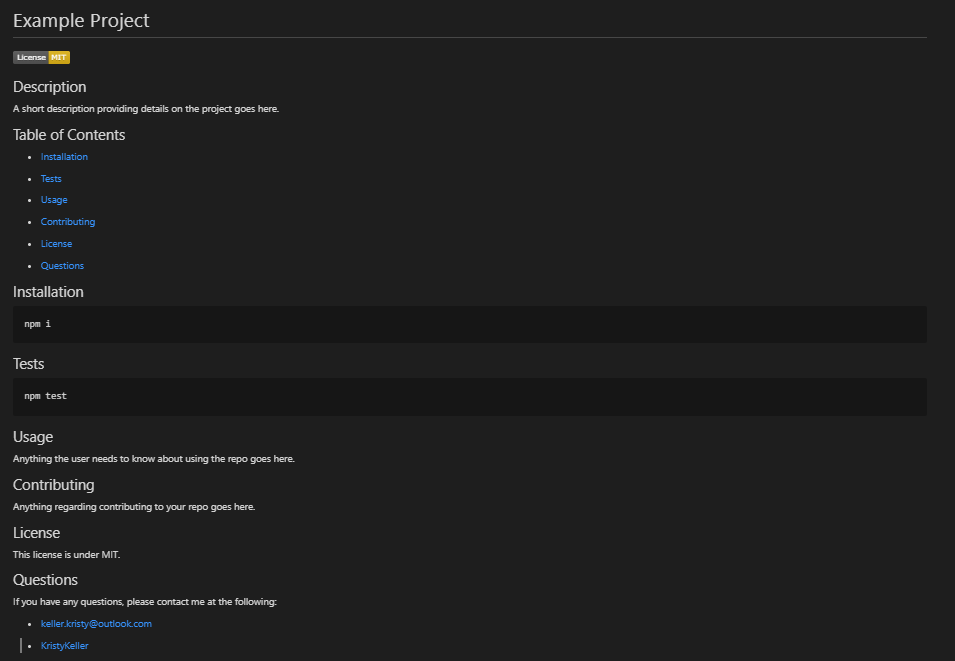 Example Project
License MIT
Description
A short description providing details on the project goes here.
Table of Contents
Installation
Tests
Usage
Contributing
License
Questions
Installation
npm i
Tests
npm test
Usage
Anything the user needs to know about using the repo goes here.
Contributing
Anything regarding contributing to your repo goes here.
License
This license is under MIT.
Questions
If you have any questions, please contact me at the following:
keller.kristy@outlook.com
KristyKeller